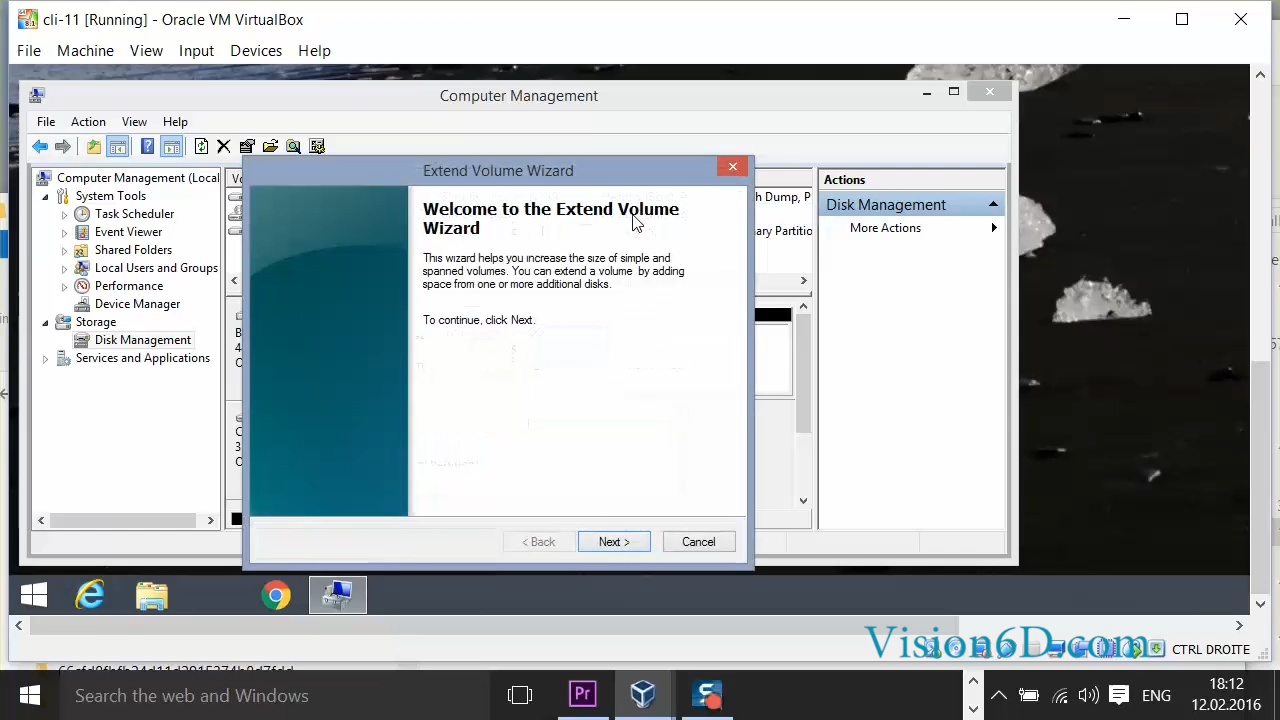 cli-11 [Running] - Oracle VM VirtualBox
File Machine View Input Devices Help
Computer Management
File Action View Help
Computer Management (Local
System Tools
Task Scheduler
Event Viewer
Shared Folders
Local Users and Groups
Performance
Device Manager
Storage
Disk Management
Services and Applications
Extend Volume Wizard
Welcome to the Extend Volume
Wizard
This wizard helps you increase the size of simple and
spanned volumes. You can extend a volume by adding
space from one or more additional disks.
To continue, click Next.
< Back Next > Cancel
Actions
Disk Management
More Actions
Vision6D.com
CTRL DROITE
Search the web and Windows
ENG
18:12
12.02.2016